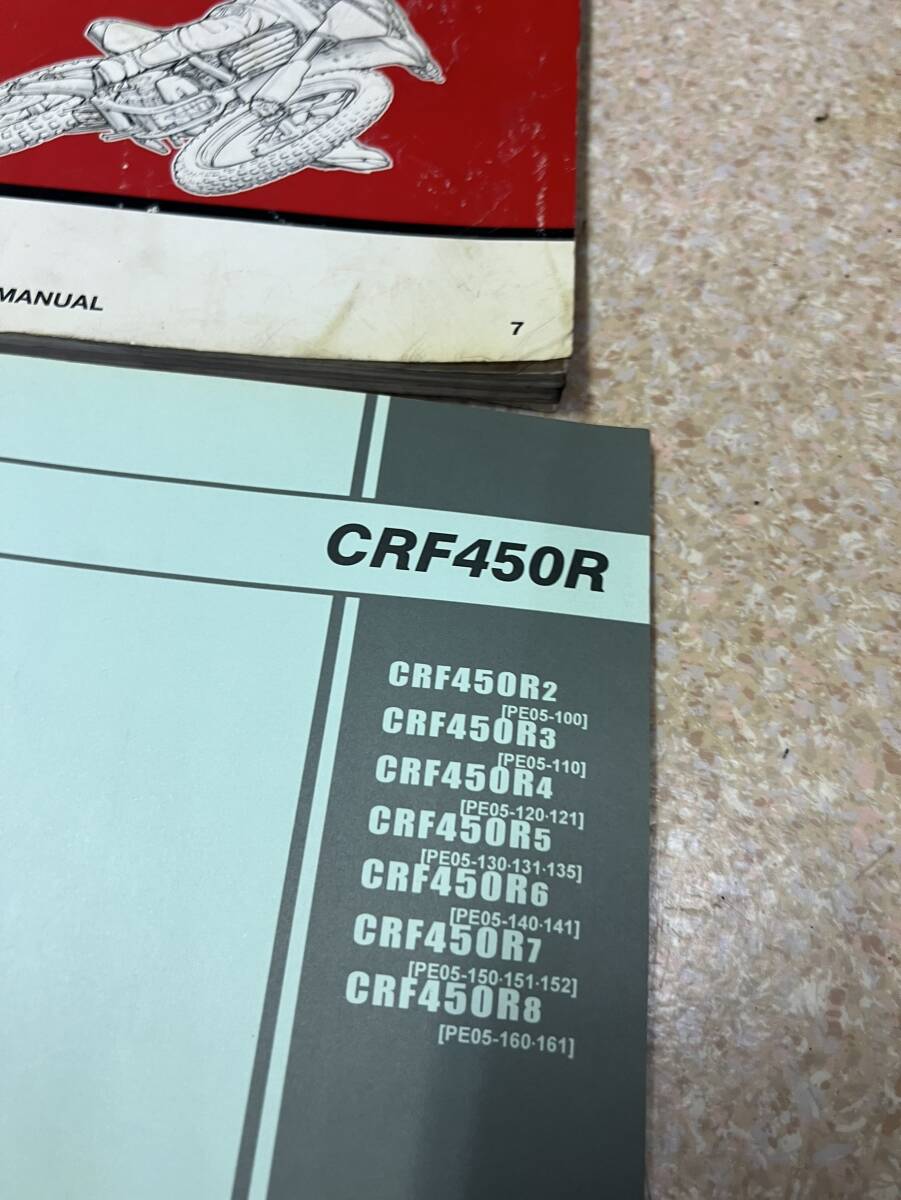 MANUAL
7
CRF450R
CRF450R2
[PE05-100]
CRF450R3
[PE05-110]
CRF450R4
[PE05-120·121]
CRF450R5
[PE05-130·131·135]
CRF450R6
[PE05-140·141]
CRF450R7
[PE05-150·151·152]
CRF450R8
[PE05-160·161]